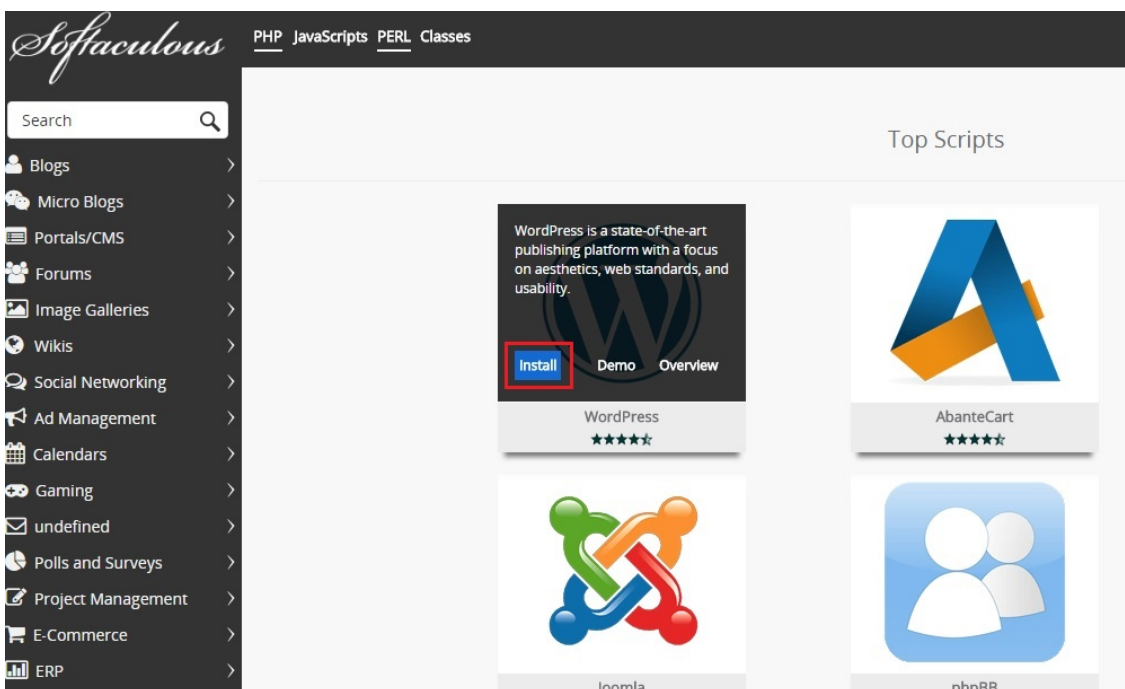 Softaculous
PHP JavaScripts PERL Classes
Search
Blogs
Micro Blogs
Portals/CMS
Forums
Image Galleries
Wikis
Social Networking
Ad Management
Calendars
Gaming
undefined
Polls and Surveys
Project Management
E-Commerce
ERP
Top Scripts
WordPress is a state-of-the-art
publishing platform with a focus
on aesthetics, web standards, and
usability.
Install Demo Overview
WordPress
AbanteCart
Joomla
phpBB